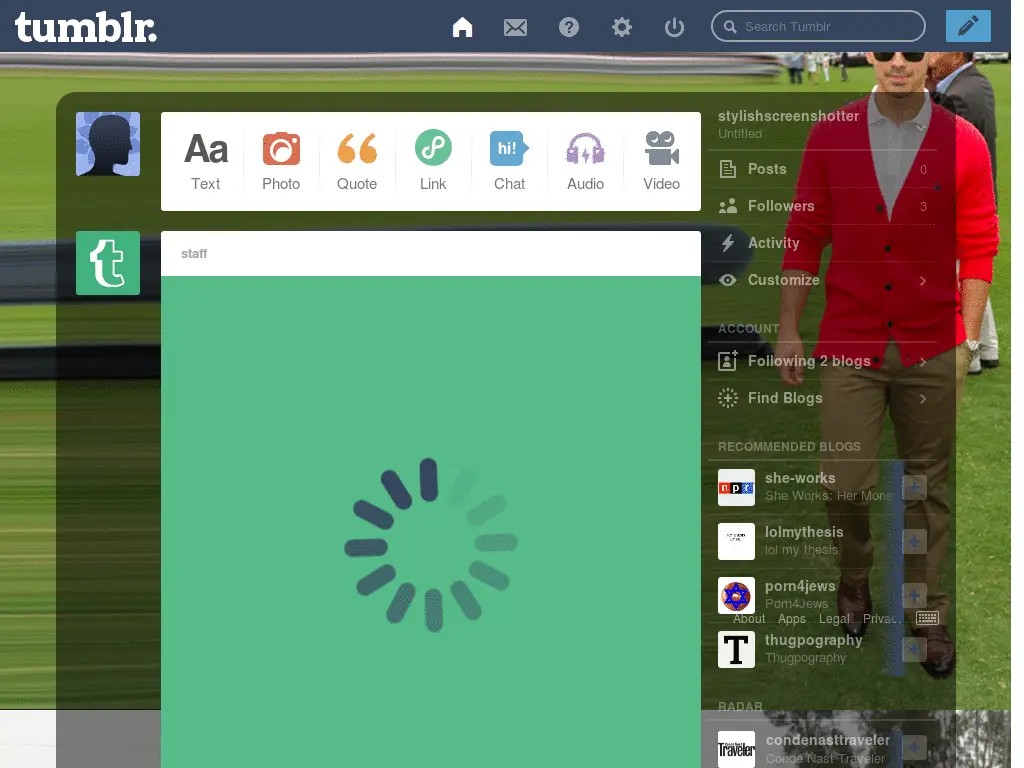 tumblr.
Search Tumblr
Aa
hi!
Text
Photo
Quote
Link
Chat
Audio
Video
t
staff
stylishscreenshotter
Untitled
Posts 0
Followers 3
Activity
Customize
ACCOUNT
Following 2 blogs
Find Blogs
RECOMMENDED BLOGS
npr
she-works
She Works: Her Mone
lolmythesis
lol my thesis
porn4jews
Porn4Jews
About Apps Legal Privac
T
thugpography
Thugpography
RADAR
Traveler
condenasttraveler
Condé Nast Traveler